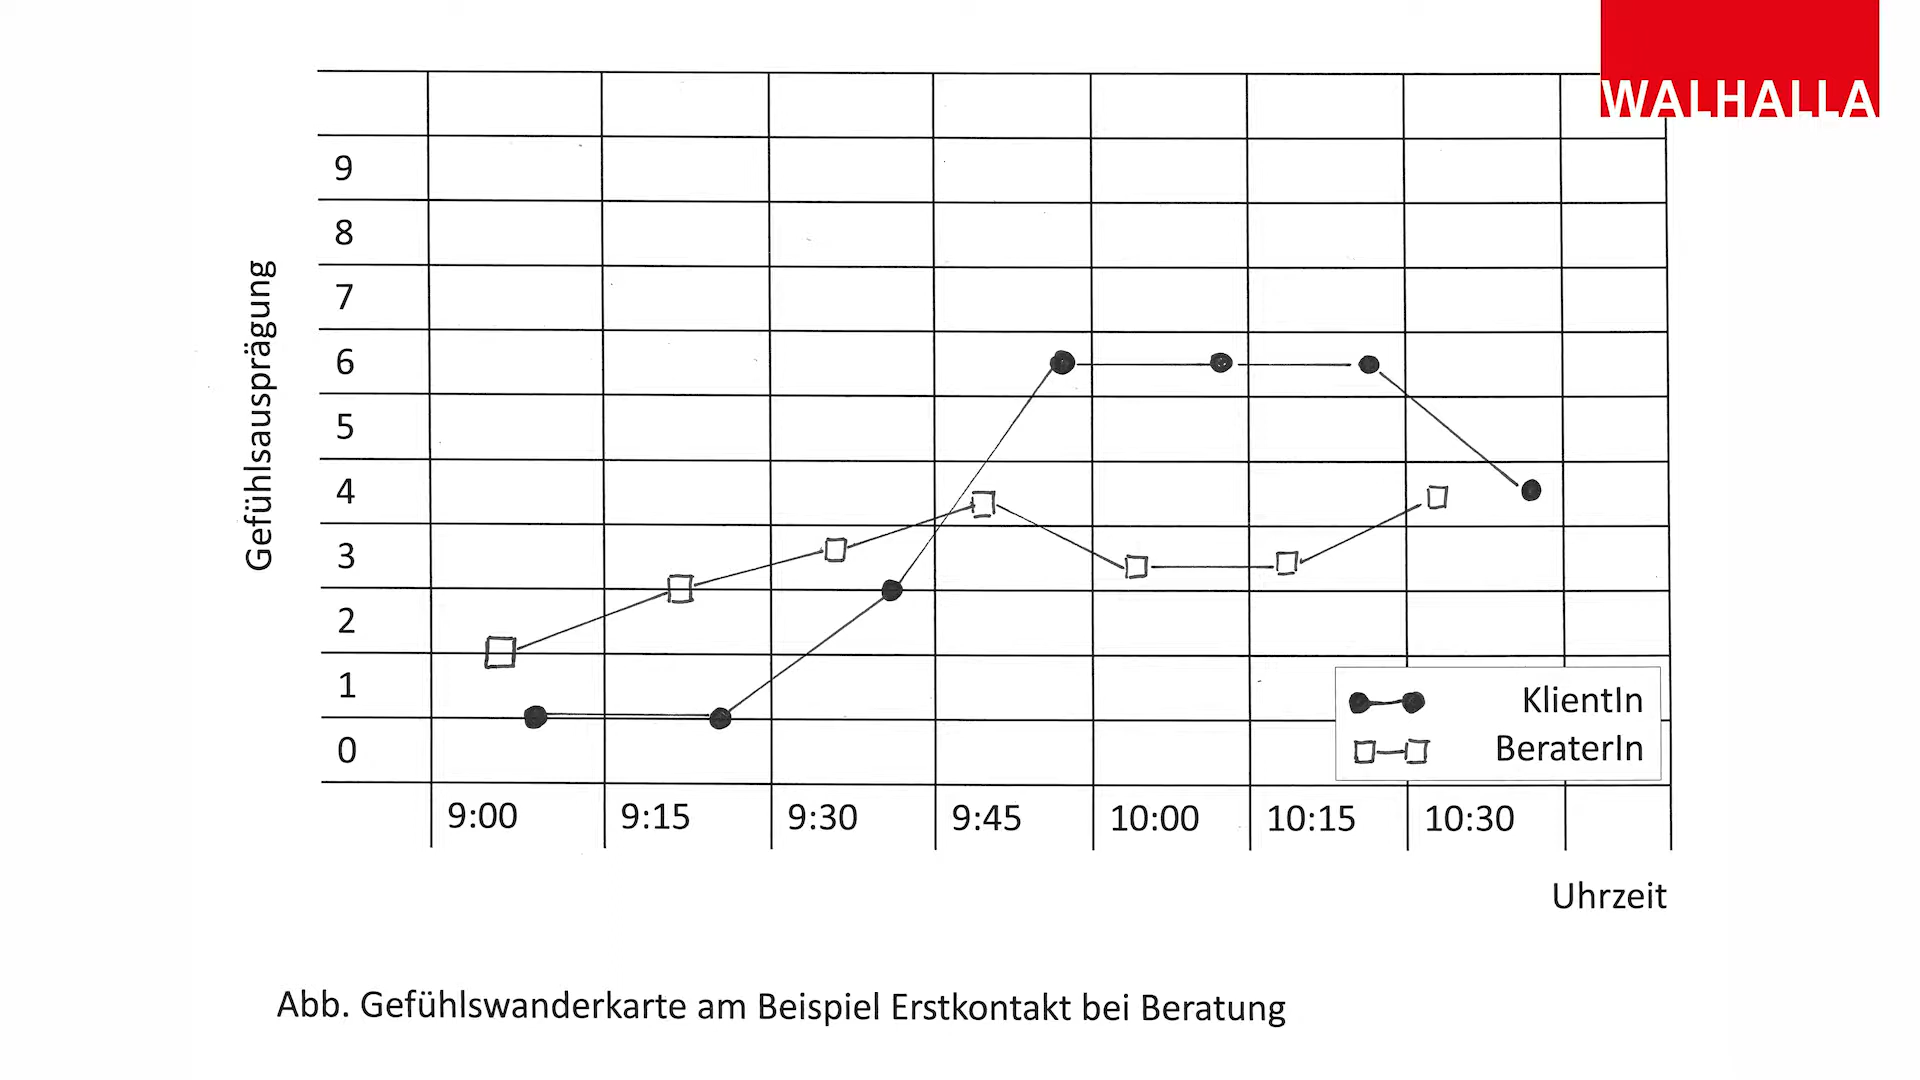 WALHALLA
Gefühlsausprägung
9
8
7
6
5
4
3
2
1
0
KlientIn
BeraterIn
9:00 9:15 9:30 9:45 10:00 10:15 10:30
Uhrzeit
Abb. Gefühlswanderkarte am Beispiel Erstkontakt bei Beratung